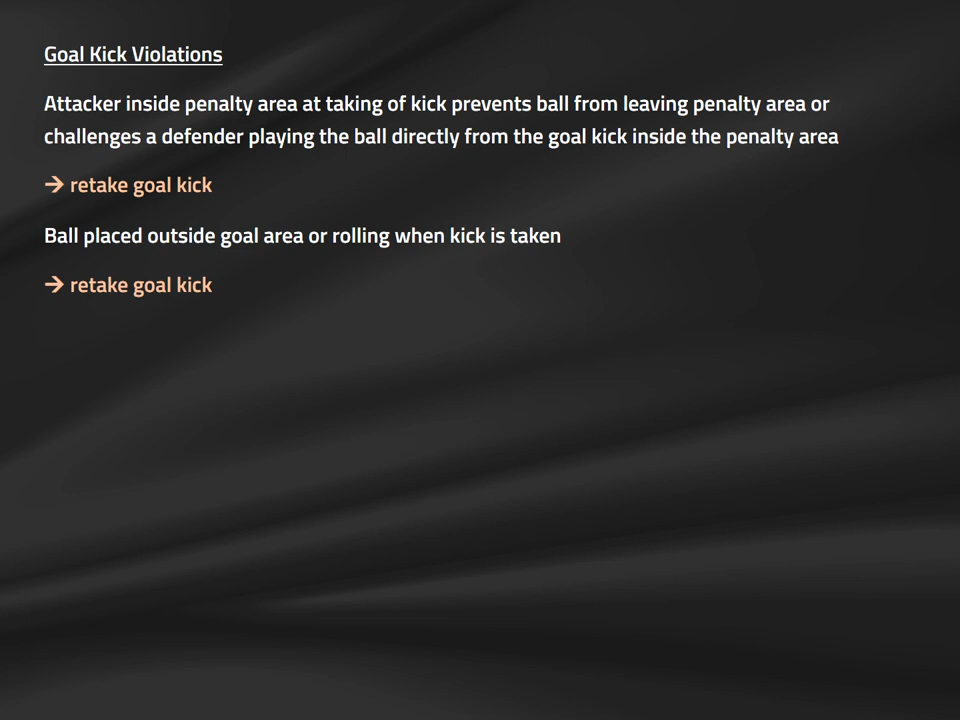 Goal Kick Violations
Attacker inside penalty area at taking of kick prevents ball from leaving penalty area or
challenges a defender playing the ball directly from the goal kick inside the penalty area
→ retake goal kick
Ball placed outside goal area or rolling when kick is taken
→ retake goal kick